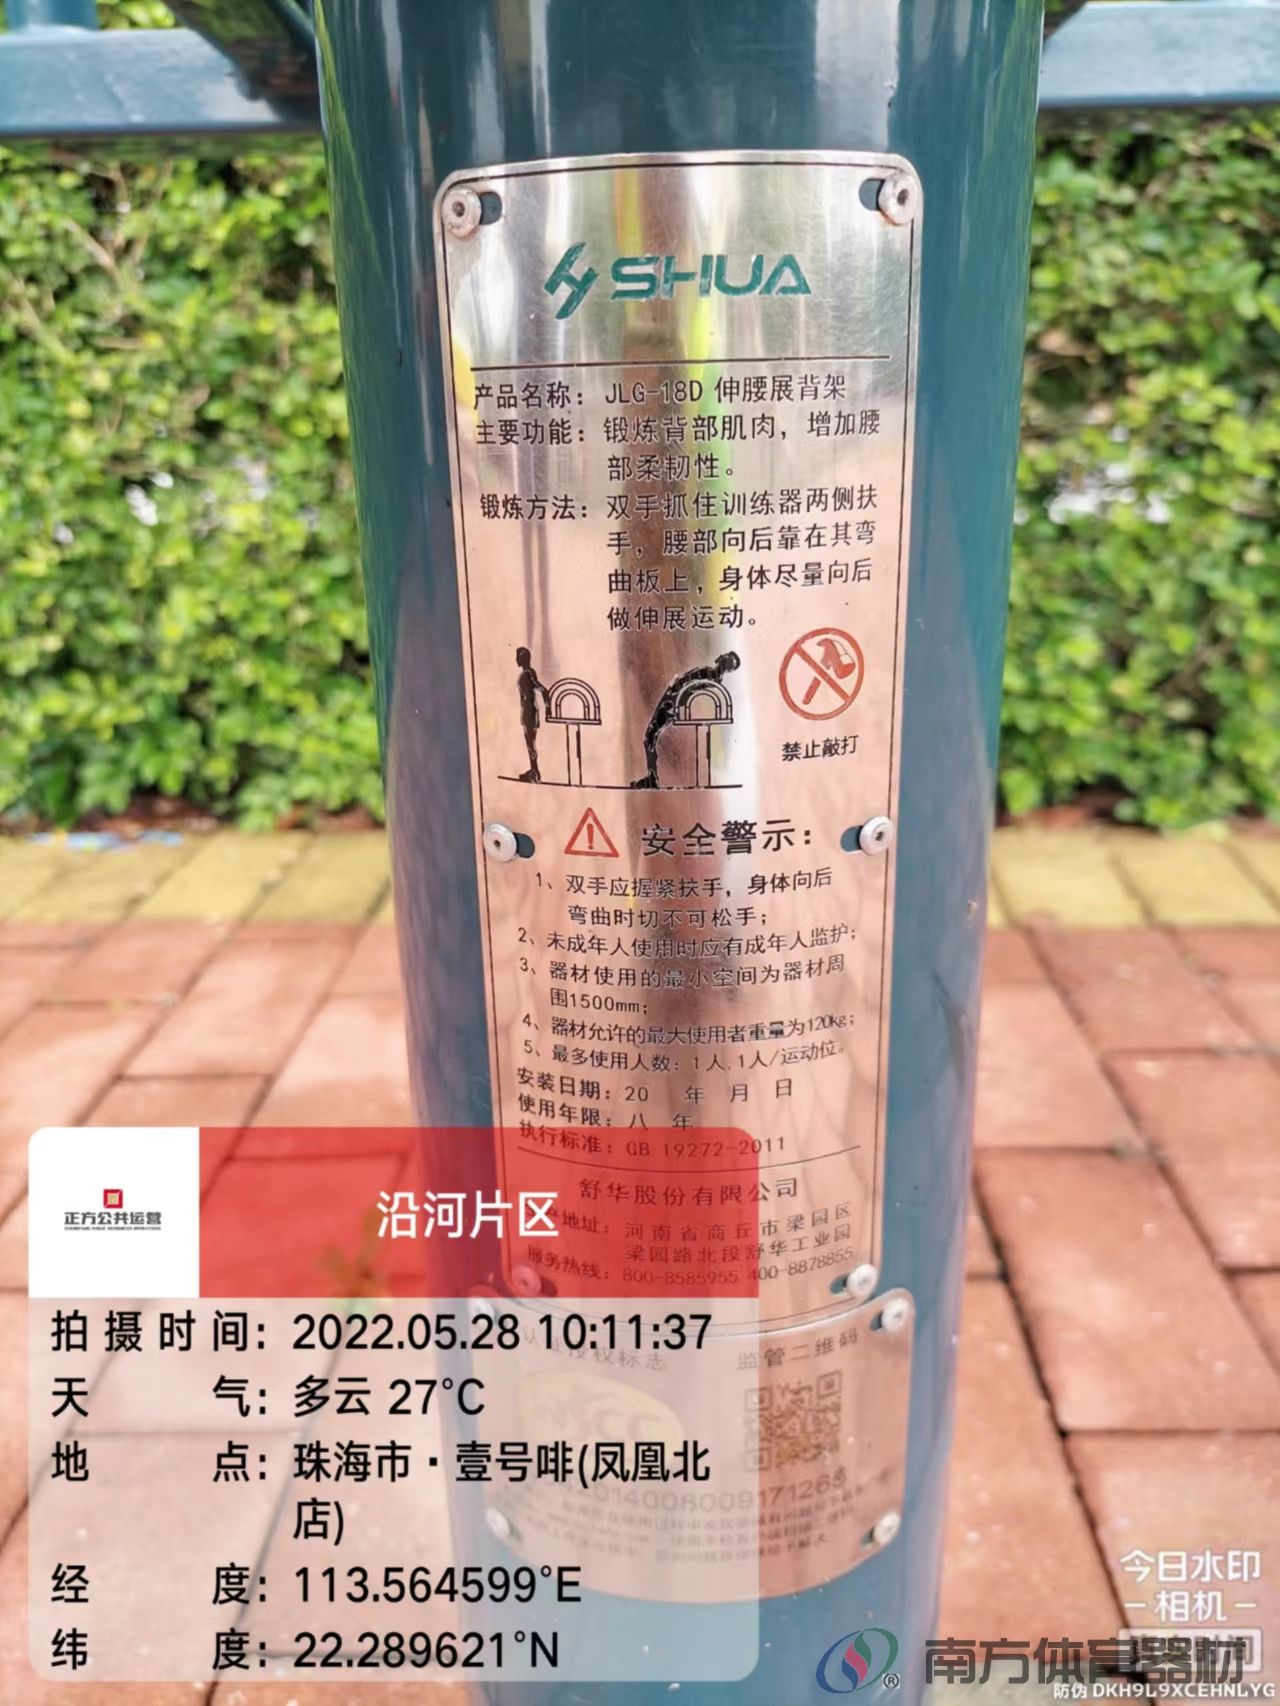 SHUA
产品名称：JLG-18D 伸腰展背架
主要功能：锻炼背部肌肉，增加腰
部柔韧性。
锻炼方法：双手抓住训练器两侧扶
手，腰部向后靠在其弯
曲板上，身体尽量向后
做伸展运动。
禁止敲打
安全警示：
1、双手应握紧扶手，身体向后
弯曲时切不可松手；
2、未成年人使用时应有成年人监护；
3、器材使用的最小空间为器材周
围1500mm；
4、器材允许的最大使用者重量为120kg；
5、最多使用人数：1人,1人/运动位。
安装日期：20 年 月 日
使用年限：八 年
执行标准：GB 19272-2011
舒华股份有限公司
地址：河南省商丘市梁园区
梁园路北段舒华工业园
服务热线：800-8585955 400-8878855
认证授权标志
监管二维码
正方公共运营
沿河片区
拍摄时间：2022.05.28 10:11:37
天气：多云 27°C
地点：珠海市·壹号啡(凤凰北
店)
经度：113.564599°E
纬度：22.289621°N
今日水印
-相机-
南方体育器材
®
防伪 DKH9L9XCEHNLYG